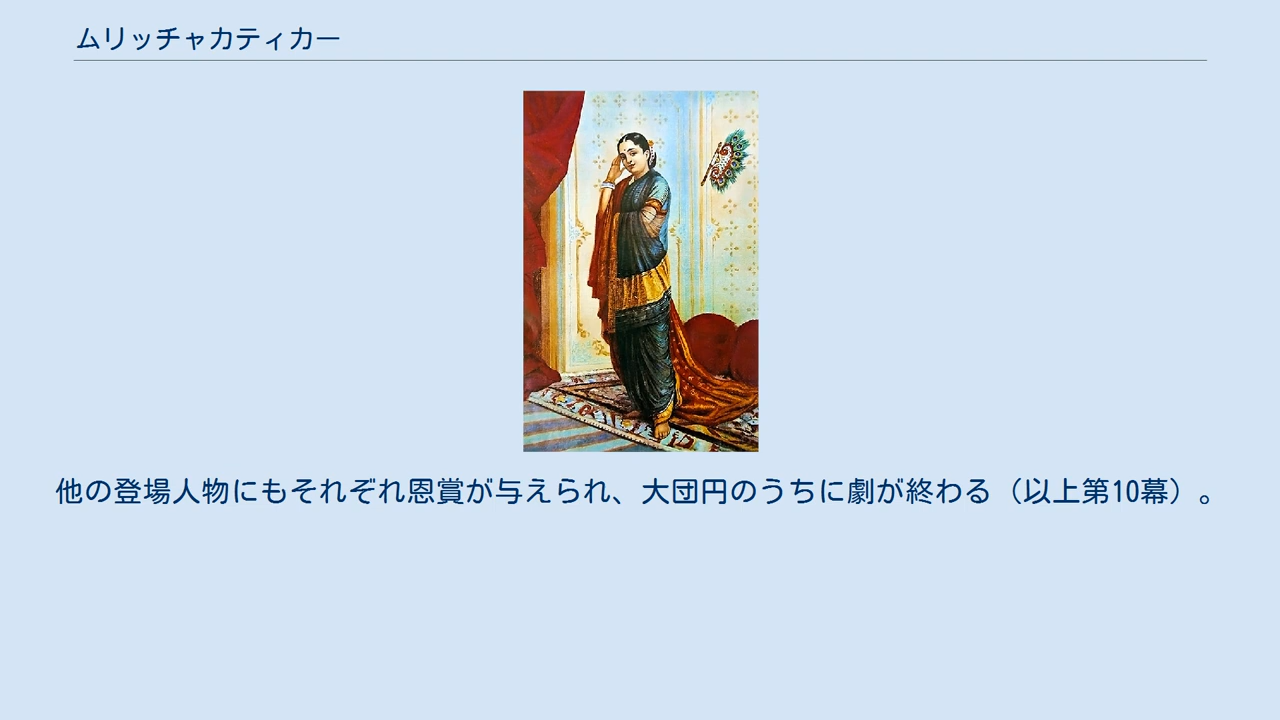 ムリッチャカティカー
他の登場人物にもそれぞれ恩賞が与えられ、大団円のうちに劇が終わる（以上第10幕）。